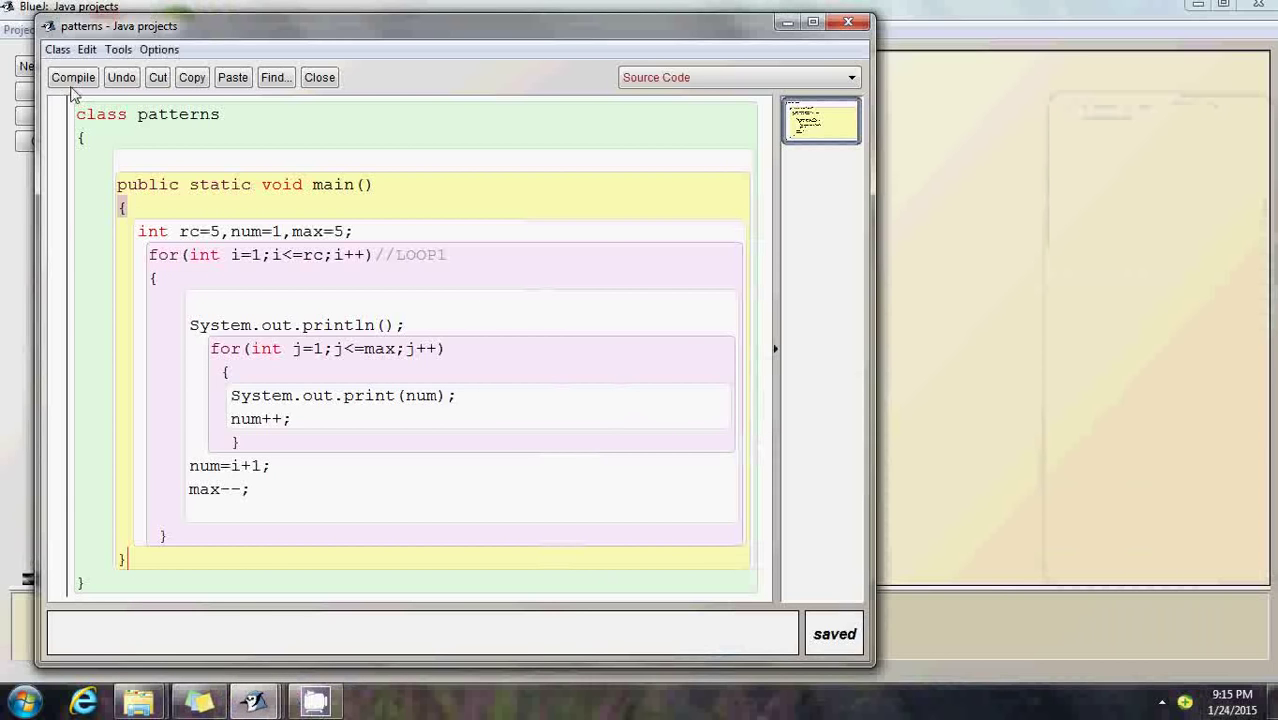 BlueJ: Java projects
Proje
patterns - Java projects
Class Edit Tools Options
Compile Undo Cut Copy Paste Find... Close Source Code
class patterns
{
public static void main()
{
int rc=5,num=1,max=5;
for(int i=1;i<=rc;i++)//LOOP1
{
System.out.println();
for(int j=1;j<=max;j++)
{
System.out.print(num);
num++;
}
num=i+1;
max--;
}
}
}
saved
9:15 PM
1/24/2015